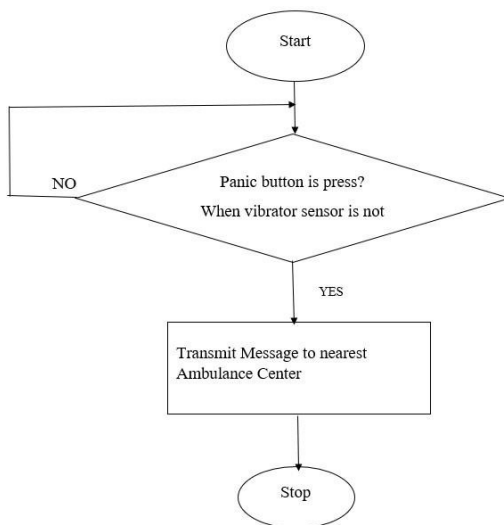 Start
NO
Panic button is press?
When vibrator sensor is not
YES
Transmit Message to nearest
Ambulance Center
Stop